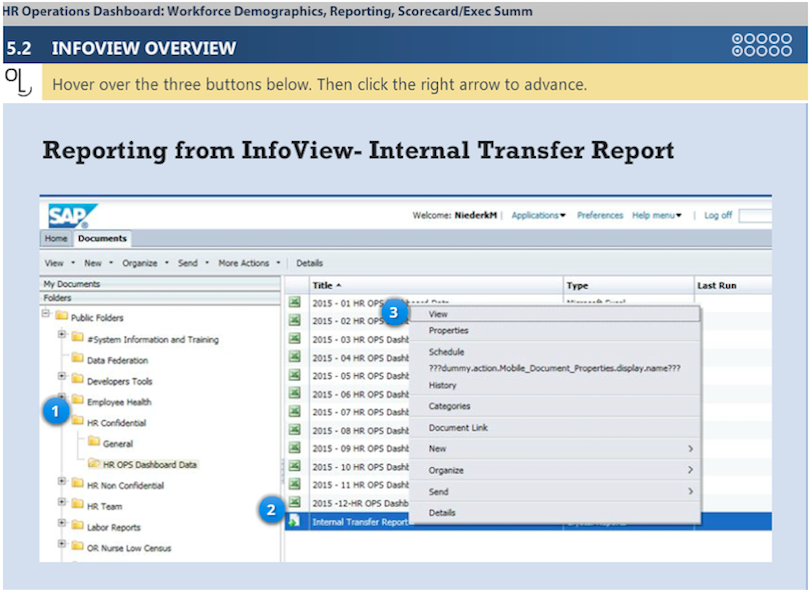 HR Operations Dashboard: Workforce Demographics, Reporting, Scorecard/Exec Summ
5.2 INFOVIEW OVERVIEW
OL
Hover over the three buttons below. Then click the right arrow to advance.
Reporting from InfoView- Internal Transfer Report
SAP
Welcome: NiederkM | Applications Preferences Help menu | Log off
Home Documents
View New Organize Send More Actions Details
My Documents
Folders
Title Type Last Run
Public Folders
#System Information and Training
Data Federation
Developers Tools
Employee Health
1
HR Confidential
General
HR OPS Dashboard Data
HR Non Confidential
HR Team
Labor Reports
OR Nurse Low Census
2015 - 01 HR OPS Dashboard Data Microsoft Excel
2015 - 02 HR OPS
2015 - 03 HR OPS Dashb
2015 - 04 HR OPS Dashb
2015 - 05 HR OPS Dashb
2015 - 06 HR OPS Dashb
2015 - 07 HR OPS Dashb
2015 - 08 HR OPS Dashb
2015 - 09 HR OPS Dashb
2015 - 10 HR OPS Dashb
2015 - 11 HR OPS Dashb
2015 -12-HR OPS Dashb
2
Internal Transfer Report
3
View
Properties
Schedule
???dummy.action.Mobile_Document_Properties.display.name???
History
Categories
Document Link
New
Organize
Send
Details